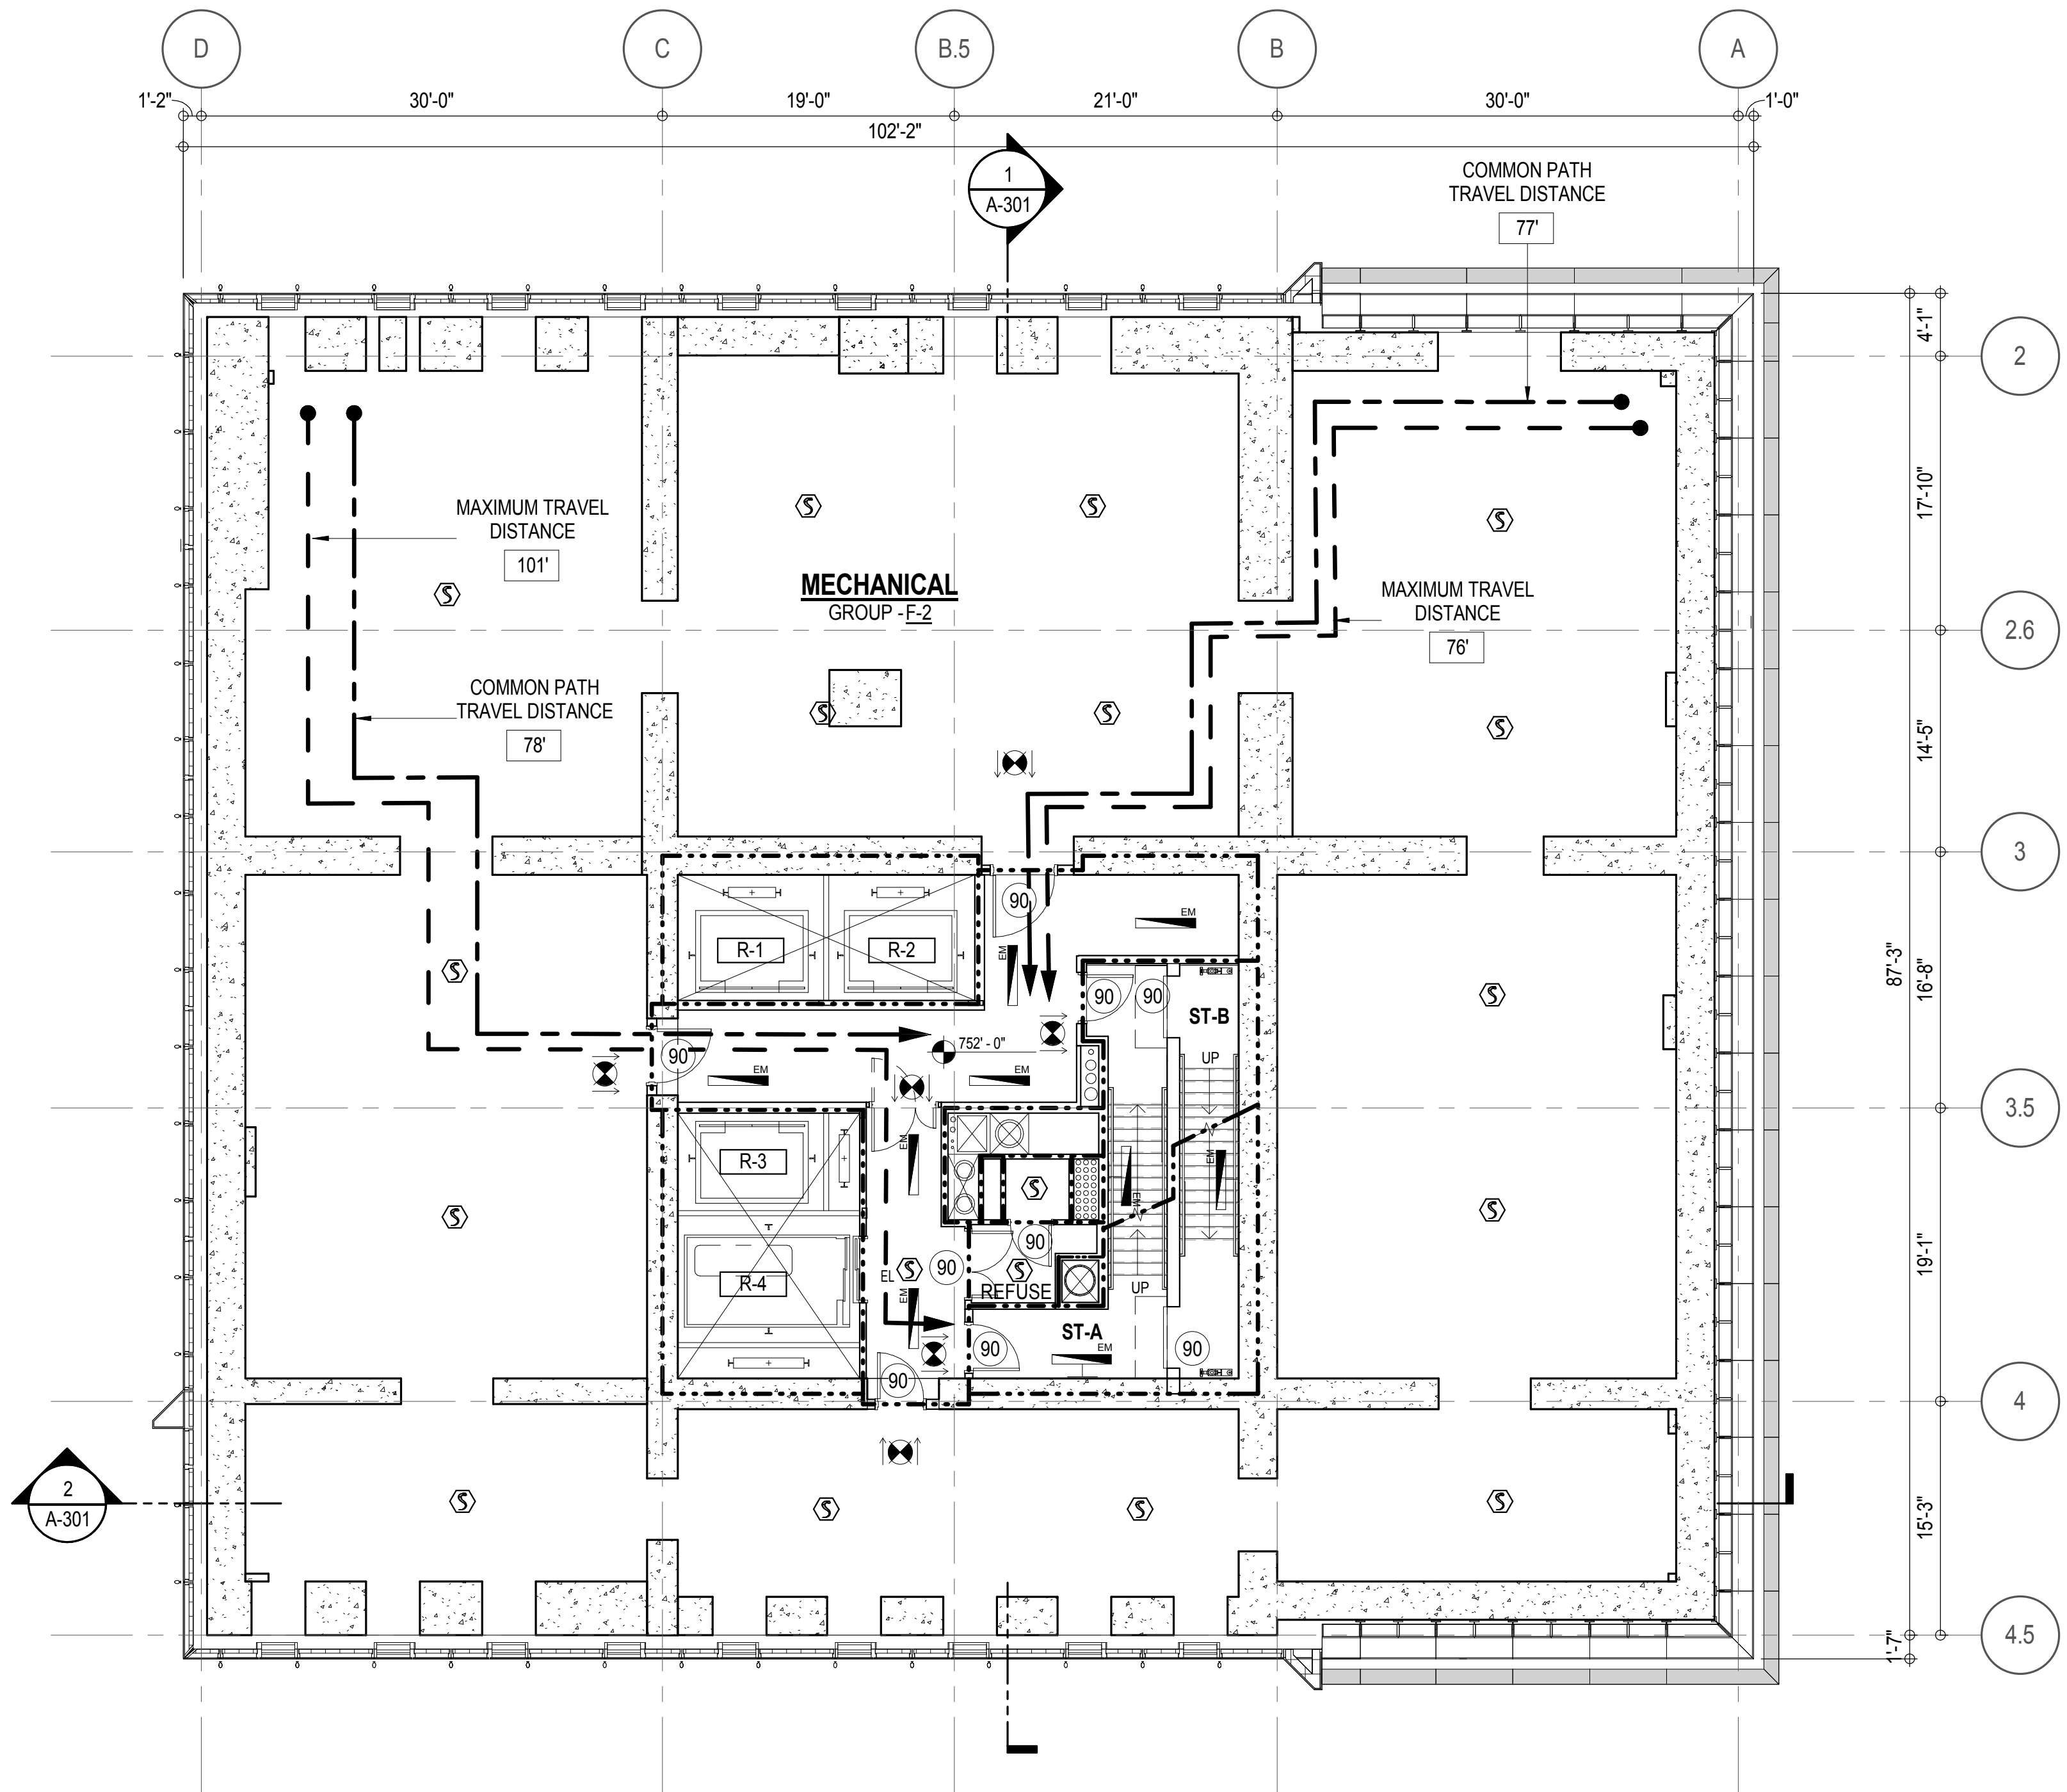 D
C
B.5
B
A
1'-2"
30'-0"
19'-0"
21'-0"
30'-0"
1'-0"
102'-2"
1
A-301
COMMON PATH
TRAVEL DISTANCE
77'
4'-1"
2
MAXIMUM TRAVEL
DISTANCE
101'
S
S
S
S
17'-10"
MECHANICAL
GROUP -F-2
MAXIMUM TRAVEL
DISTANCE
76'
2.6
COMMON PATH
TRAVEL DISTANCE
78'
S
S
S
14'-5"
3
90
EM
R-1
R-2
EM
S
90
90
S
87'-3"
16'-8"
ST-B
752' - 0"
90
EM
EM
UP
3.5
EM
R-3
EM
S
EM
S
S
19'-1"
90
EL
S
90
S
REFUSE
R-4
EM
UP
ST-A
EM
90
90
90
4
2
A-301
S
S
S
S
15'-3"
1'-7"
4.5